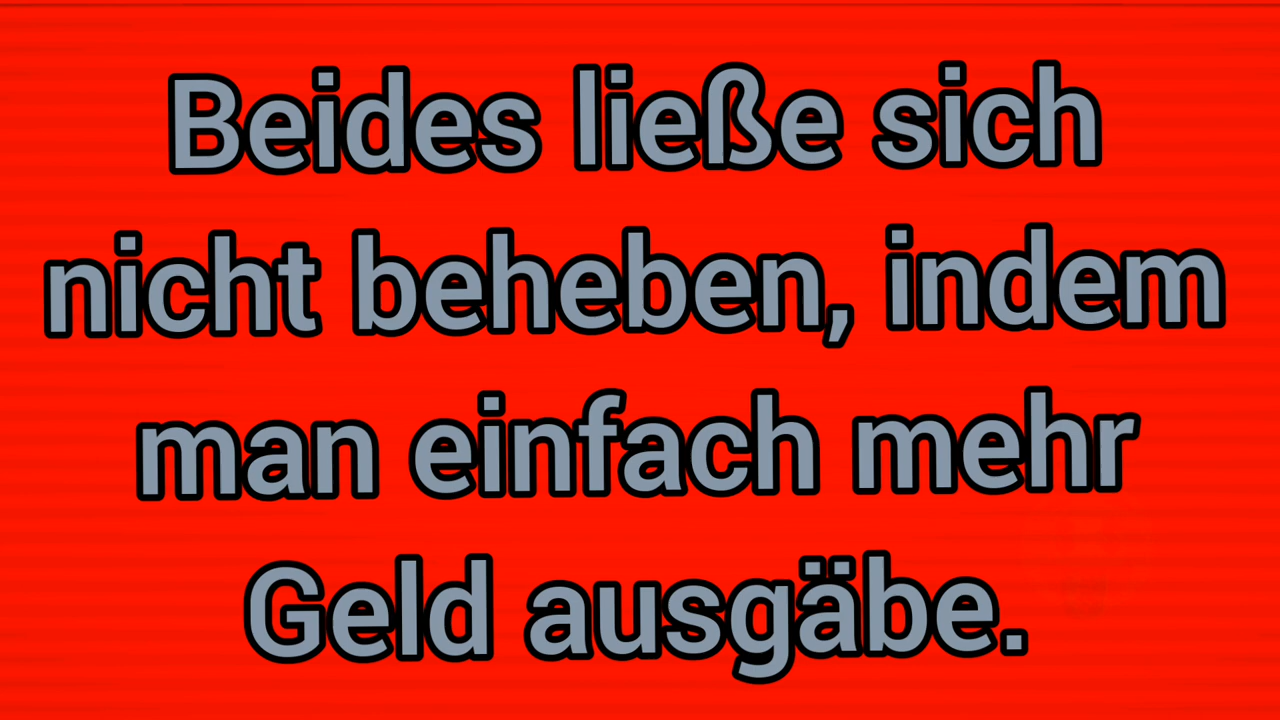 Beides ließe sich
nicht beheben, indem
man einfach mehr
Geld ausgäbe.